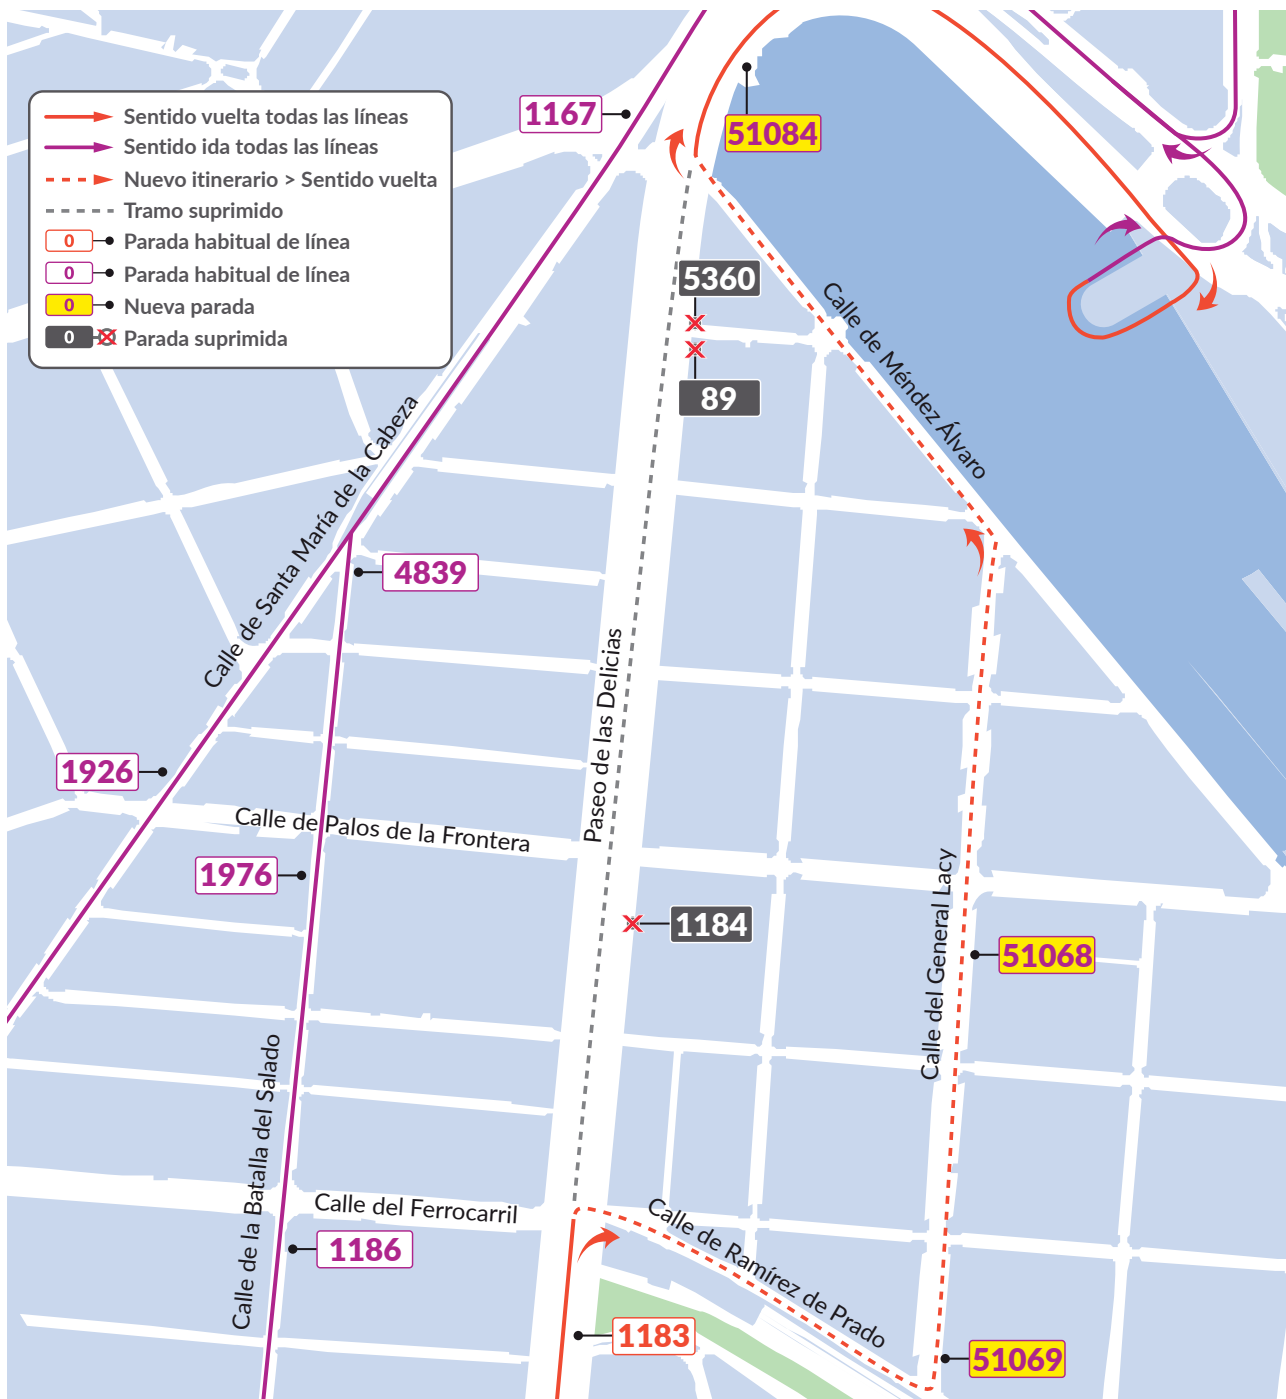 Sentido vuelta todas las líneas
Sentido ida todas las líneas
Nuevo itinerario > Sentido vuelta
Tramo suprimido
0 Parada habitual de línea
0 Parada habitual de línea
0 Nueva parada
0 Parada suprimida
1167
51084
5360
89
Calle de Méndez Álvaro
Calle de Santa María de la Cabeza
4839
Paseo de las Delicias
1926
Calle de Palos de la Frontera
1976
1184
Calle del General Lacy
51068
Calle de la Batalla del Salado
Calle del Ferrocarril
1186
Calle de Ramírez de Prado
1183
51069